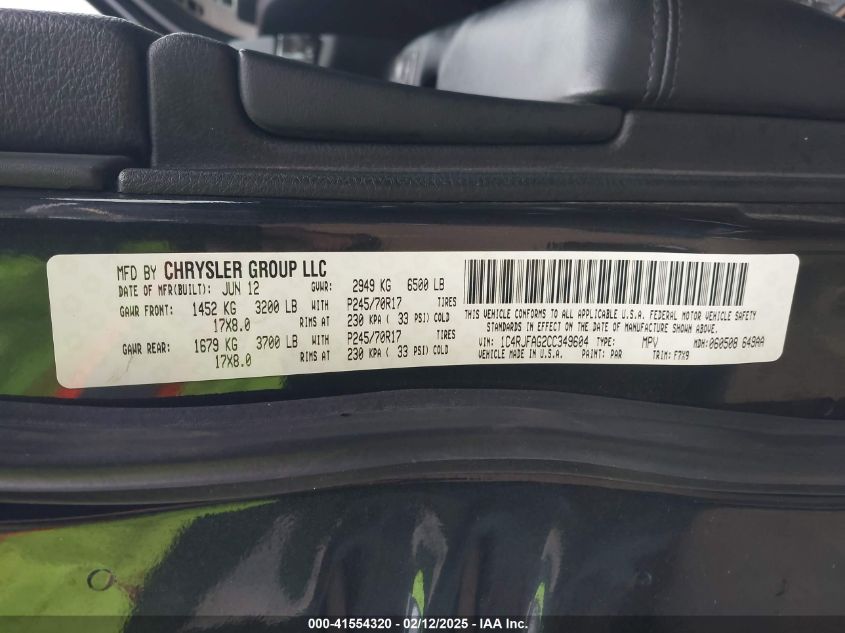 MFD BY CHRYSLER GROUP LLC
DATE OF MFR(BUILT): JUN 12 GVWR: 2949 KG 6500 LB
GAWR FRONT: 1452 KG 3200 LB WITH P245/70R17 TIRES
17X8.0 RIMS AT 230 KPA ( 33 PSI) COLD
GAWR REAR: 1679 KG 3700 LB WITH P245/70R17 TIRES
17X8.0 RIMS AT 230 KPA ( 33 PSI) COLD
THIS VEHICLE CONFORMS TO ALL APPLICABLE U.S.A. FEDERAL MOTOR VEHICLE SAFETY
STANDARDS IN EFFECT ON THE DATE OF MANUFACTURE SHOWN ABOVE.
VIN: 1C4RJFAG2CC349604 TYPE: MPV MDH: 060508 649AA
VEHICLE MADE IN U.S.A. PAINT: PAR TRIM: F7X9
000-41554320 - 02/12/2025 - IAA Inc.